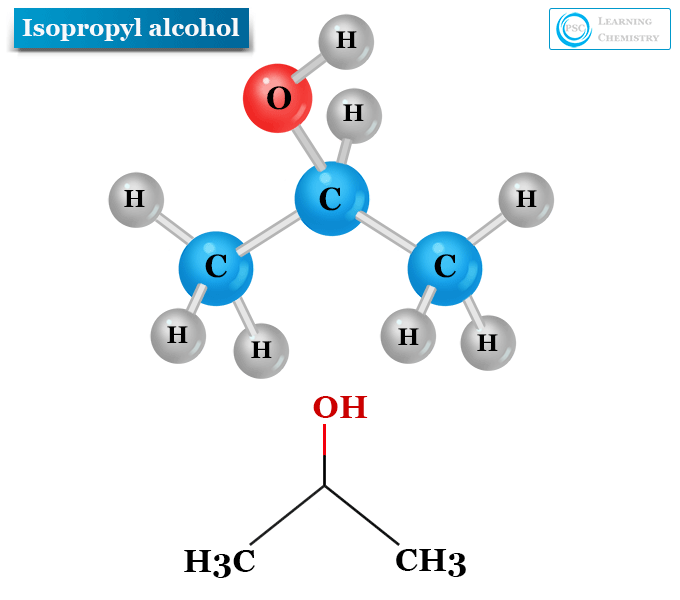 Isopropyl alcohol
PSC
LEARNING
CHEMISTRY
H
O
H
H
C
H
C
C
H
H
H
H
OH
H3C
CH3